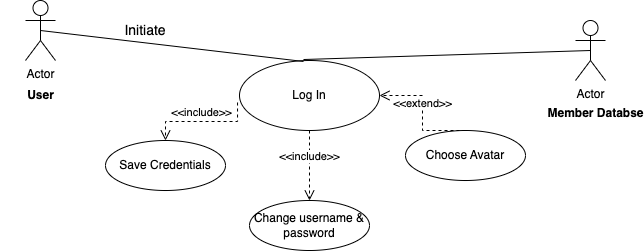 Initiate
Actor
User
Log In
Actor
Member Databse
<<include>>
<<extend>>
Save Credentials
<<include>>
Choose Avatar
Change username &
password